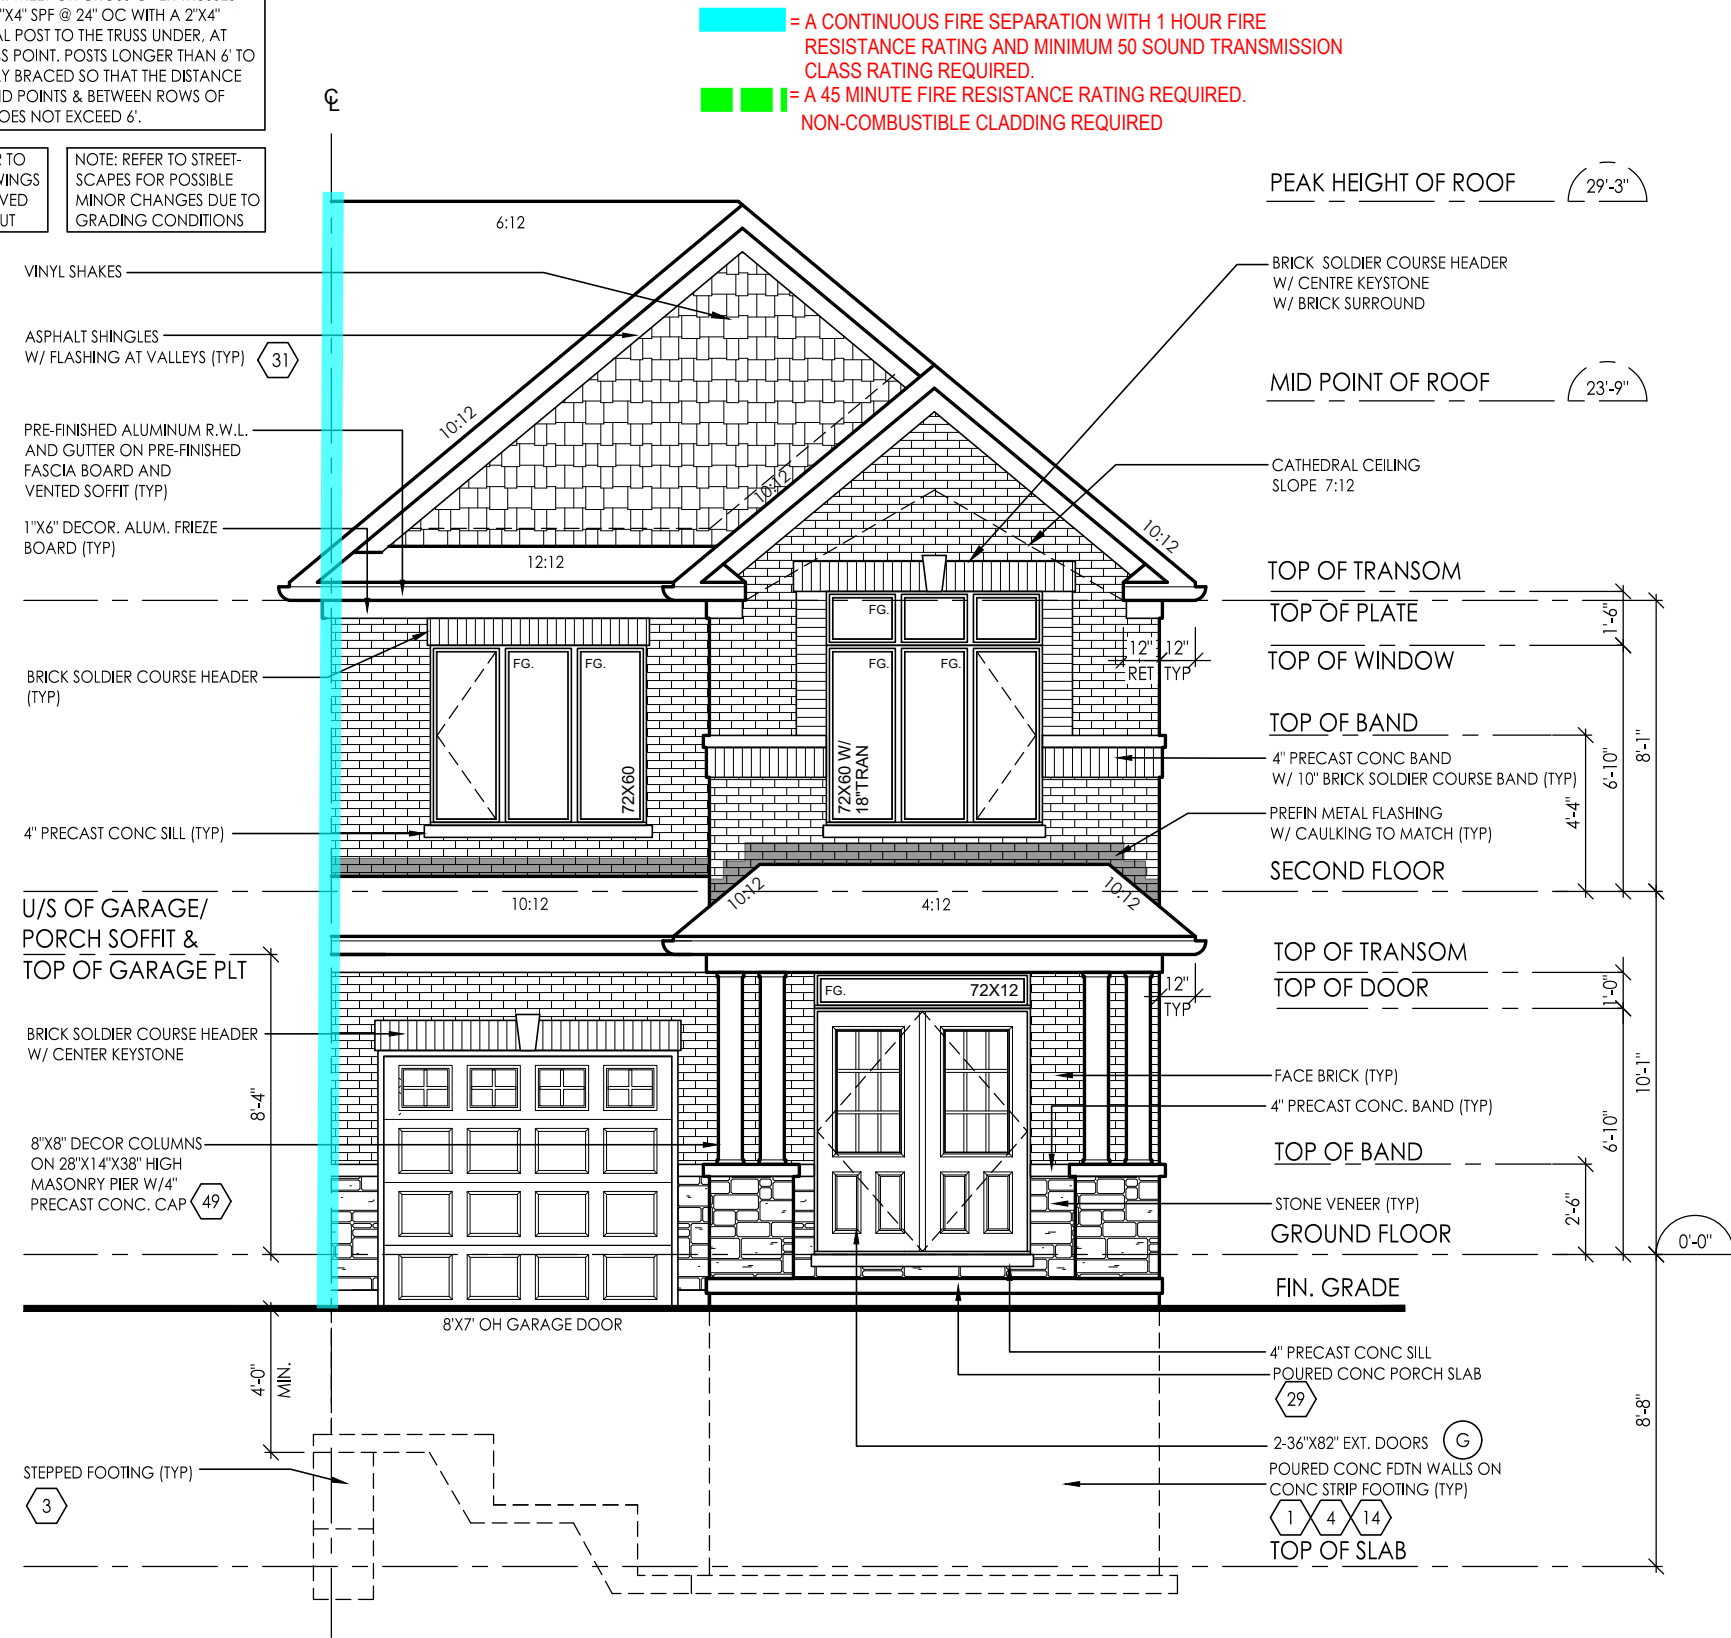 "X4" SPF @ 24" OC WITH A 2"X4"
AL POST TO THE TRUSS UNDER, AT
POINT. POSTS LONGER THAN 6' TO
Y BRACED SO THAT THE DISTANCE
D POINTS & BETWEEN ROWS OF
OES NOT EXCEED 6'.
R TO
WINGS
VED
UT
NOTE: REFER TO STREET-
SCAPES FOR POSSIBLE
MINOR CHANGES DUE TO
GRADING CONDITIONS
= A CONTINUOUS FIRE SEPARATION WITH 1 HOUR FIRE
RESISTANCE RATING AND MINIMUM 50 SOUND TRANSMISSION
CLASS RATING REQUIRED.
= A 45 MINUTE FIRE RESISTANCE RATING REQUIRED.
NON-COMBUSTIBLE CLADDING REQUIRED
℄
VINYL SHAKES
ASPHALT SHINGLES
W/ FLASHING AT VALLEYS (TYP)
31
PRE-FINISHED ALUMINUM R.W.L.
AND GUTTER ON PRE-FINISHED
FASCIA BOARD AND
VENTED SOFFIT (TYP)
1"X6" DECOR. ALUM. FRIEZE
BOARD (TYP)
BRICK SOLDIER COURSE HEADER
(TYP)
4" PRECAST CONC SILL (TYP)
U/S OF GARAGE/
PORCH SOFFIT &
TOP OF GARAGE PLT
BRICK SOLDIER COURSE HEADER
W/ CENTER KEYSTONE
8'-4"
8"X8" DECOR COLUMNS
ON 28"X14"X38" HIGH
MASONRY PIER W/4"
PRECAST CONC. CAP
49
4'-0"
MIN.
STEPPED FOOTING (TYP)
3
6:12
10:12
10:12
10:12
12:12
FG.
FG.
FG.
FG.
FG.
72X60
72X60 W/
18"TRAN
12"
12"
RET
TYP
10:12
10:12
4:12
10:12
FG.
72X12
12"
TYP
8'X7' OH GARAGE DOOR
PEAK HEIGHT OF ROOF
29'-3"
BRICK SOLDIER COURSE HEADER
W/ CENTRE KEYSTONE
W/ BRICK SURROUND
MID POINT OF ROOF
23'-9"
CATHEDRAL CEILING
SLOPE 7:12
TOP OF TRANSOM
TOP OF PLATE
1'-6"
TOP OF WINDOW
TOP OF BAND
4" PRECAST CONC BAND
W/ 10" BRICK SOLDIER COURSE BAND (TYP)
PREFIN METAL FLASHING
W/ CAULKING TO MATCH (TYP)
4'-4"
6'-10"
8'-1"
SECOND FLOOR
TOP OF TRANSOM
TOP OF DOOR
1'-0"
FACE BRICK (TYP)
4" PRECAST CONC. BAND (TYP)
TOP OF BAND
STONE VENEER (TYP)
2'-6"
6'-10"
10'-1"
GROUND FLOOR
0'-0"
FIN. GRADE
4" PRECAST CONC SILL
POURED CONC PORCH SLAB
29
2-36"X82" EXT. DOORS
G
POURED CONC FDTN WALLS ON
CONC STRIP FOOTING (TYP)
1
4
14
8'-8"
TOP OF SLAB